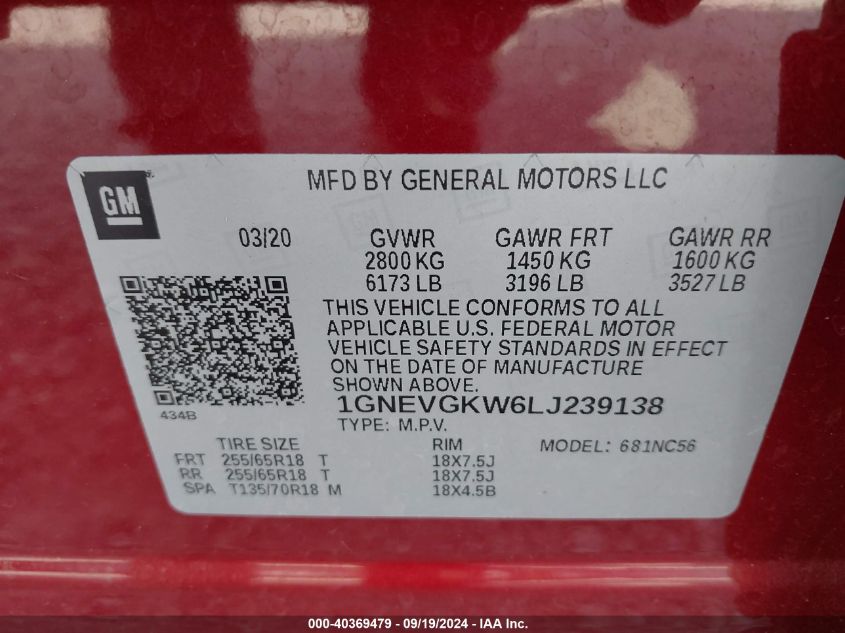 GM
MFD BY GENERAL MOTORS LLC
03/20 GVWR GAWR FRT GAWR RR
2800 KG 1450 KG 1600 KG
6173 LB 3196 LB 3527 LB
THIS VEHICLE CONFORMS TO ALL
APPLICABLE U.S. FEDERAL MOTOR
VEHICLE SAFETY STANDARDS IN EFFECT
ON THE DATE OF MANUFACTURE
SHOWN ABOVE.
434B
1GNEVGKW6LJ239138
TYPE: M.P.V.
TIRE SIZE RIM MODEL: 681NC56
FRT 255/65R18 T 18X7.5J
RR 255/65R18 T 18X7.5J
SPA T135/70R18 M 18X4.5B
000-40369479 - 09/19/2024 - IAA Inc.